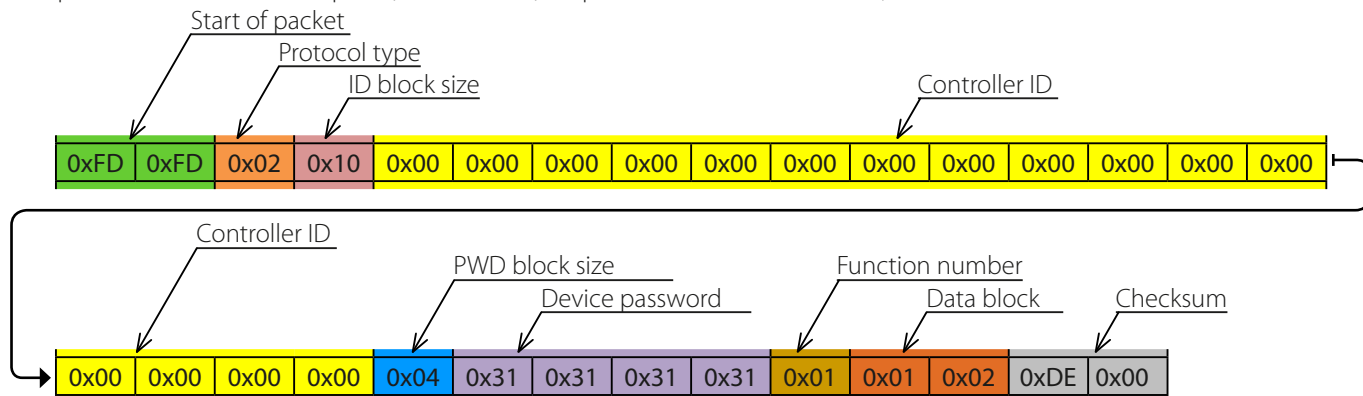 Start of packet
Protocol type
ID block size
Controller ID
0xFD 0xFD 0x02 0x10 0x00 0x00 0x00 0x00 0x00 0x00 0x00 0x00 0x00 0x00 0x00 0x00
Controller ID
PWD block size
Function number
Device password
Data block
Checksum
0x00 0x00 0x00 0x00 0x04 0x31 0x31 0x31 0x31 0x01 0x01 0x02 0xDE 0x00